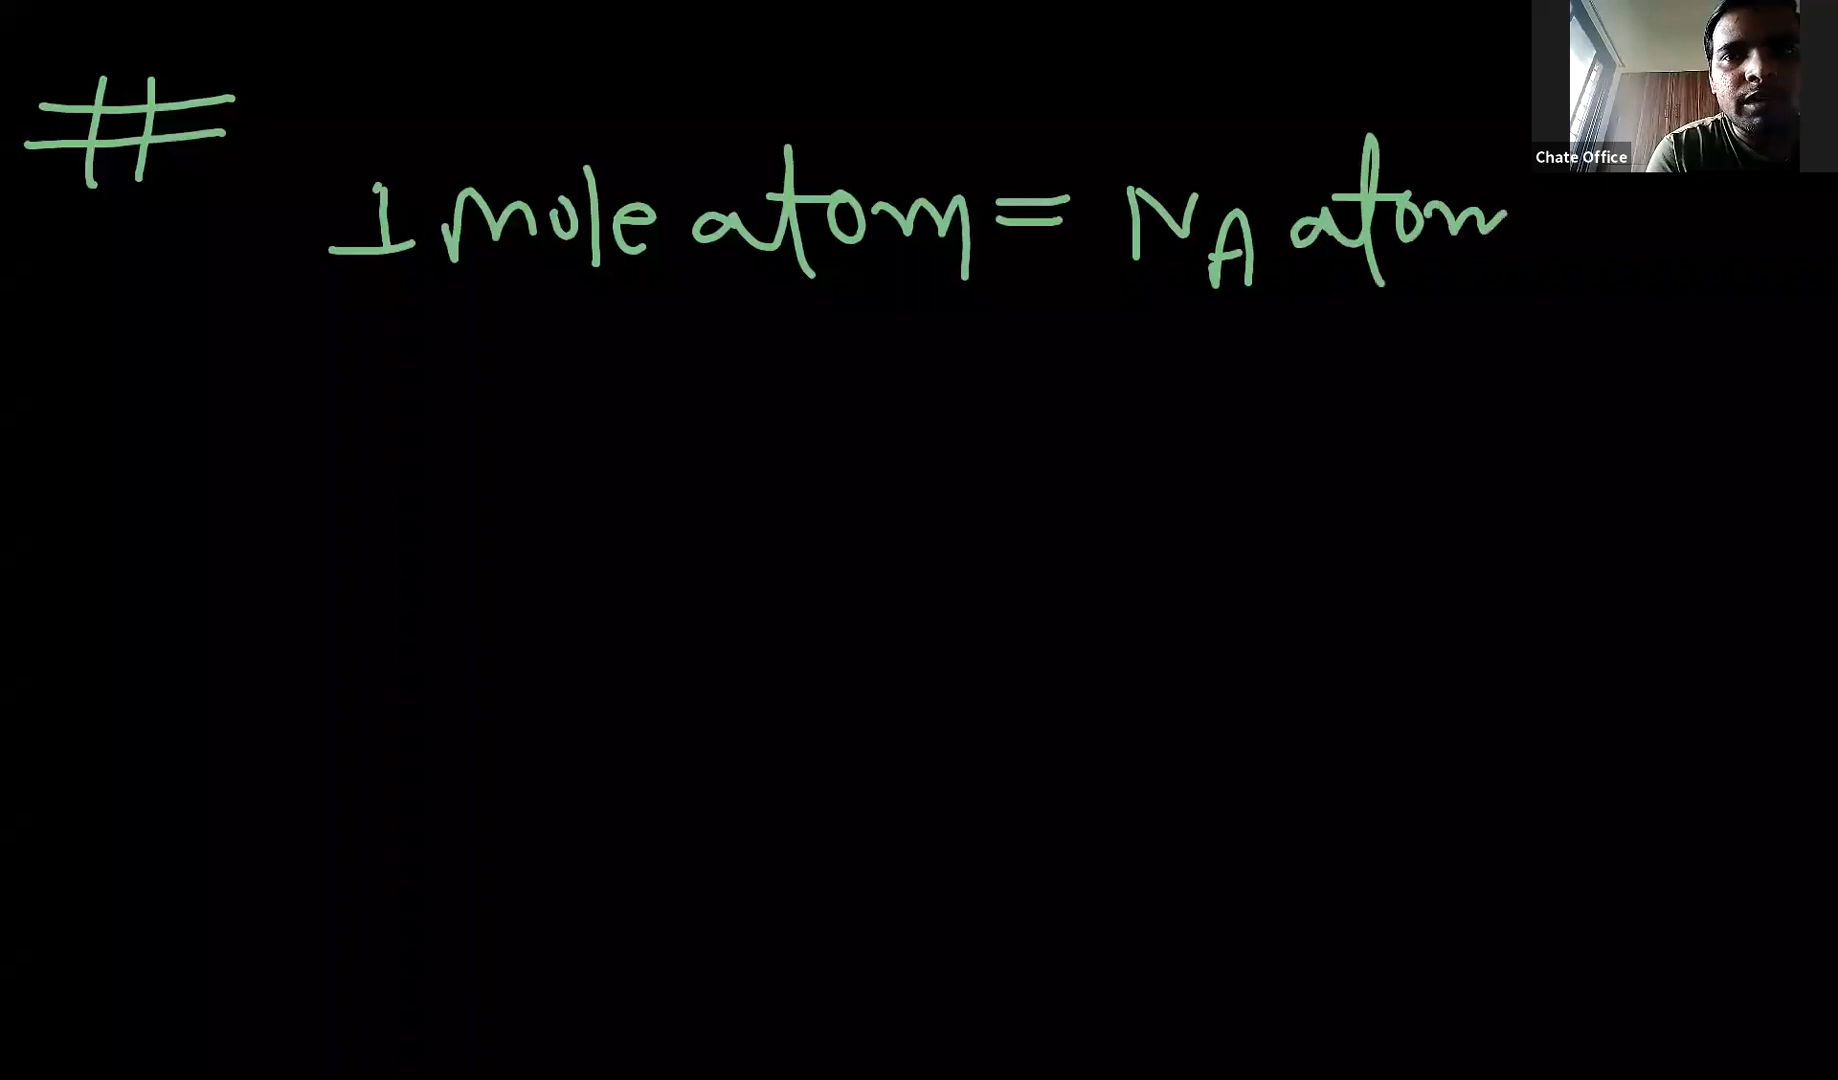 #
1 mole atom = NA atom
Chate Office